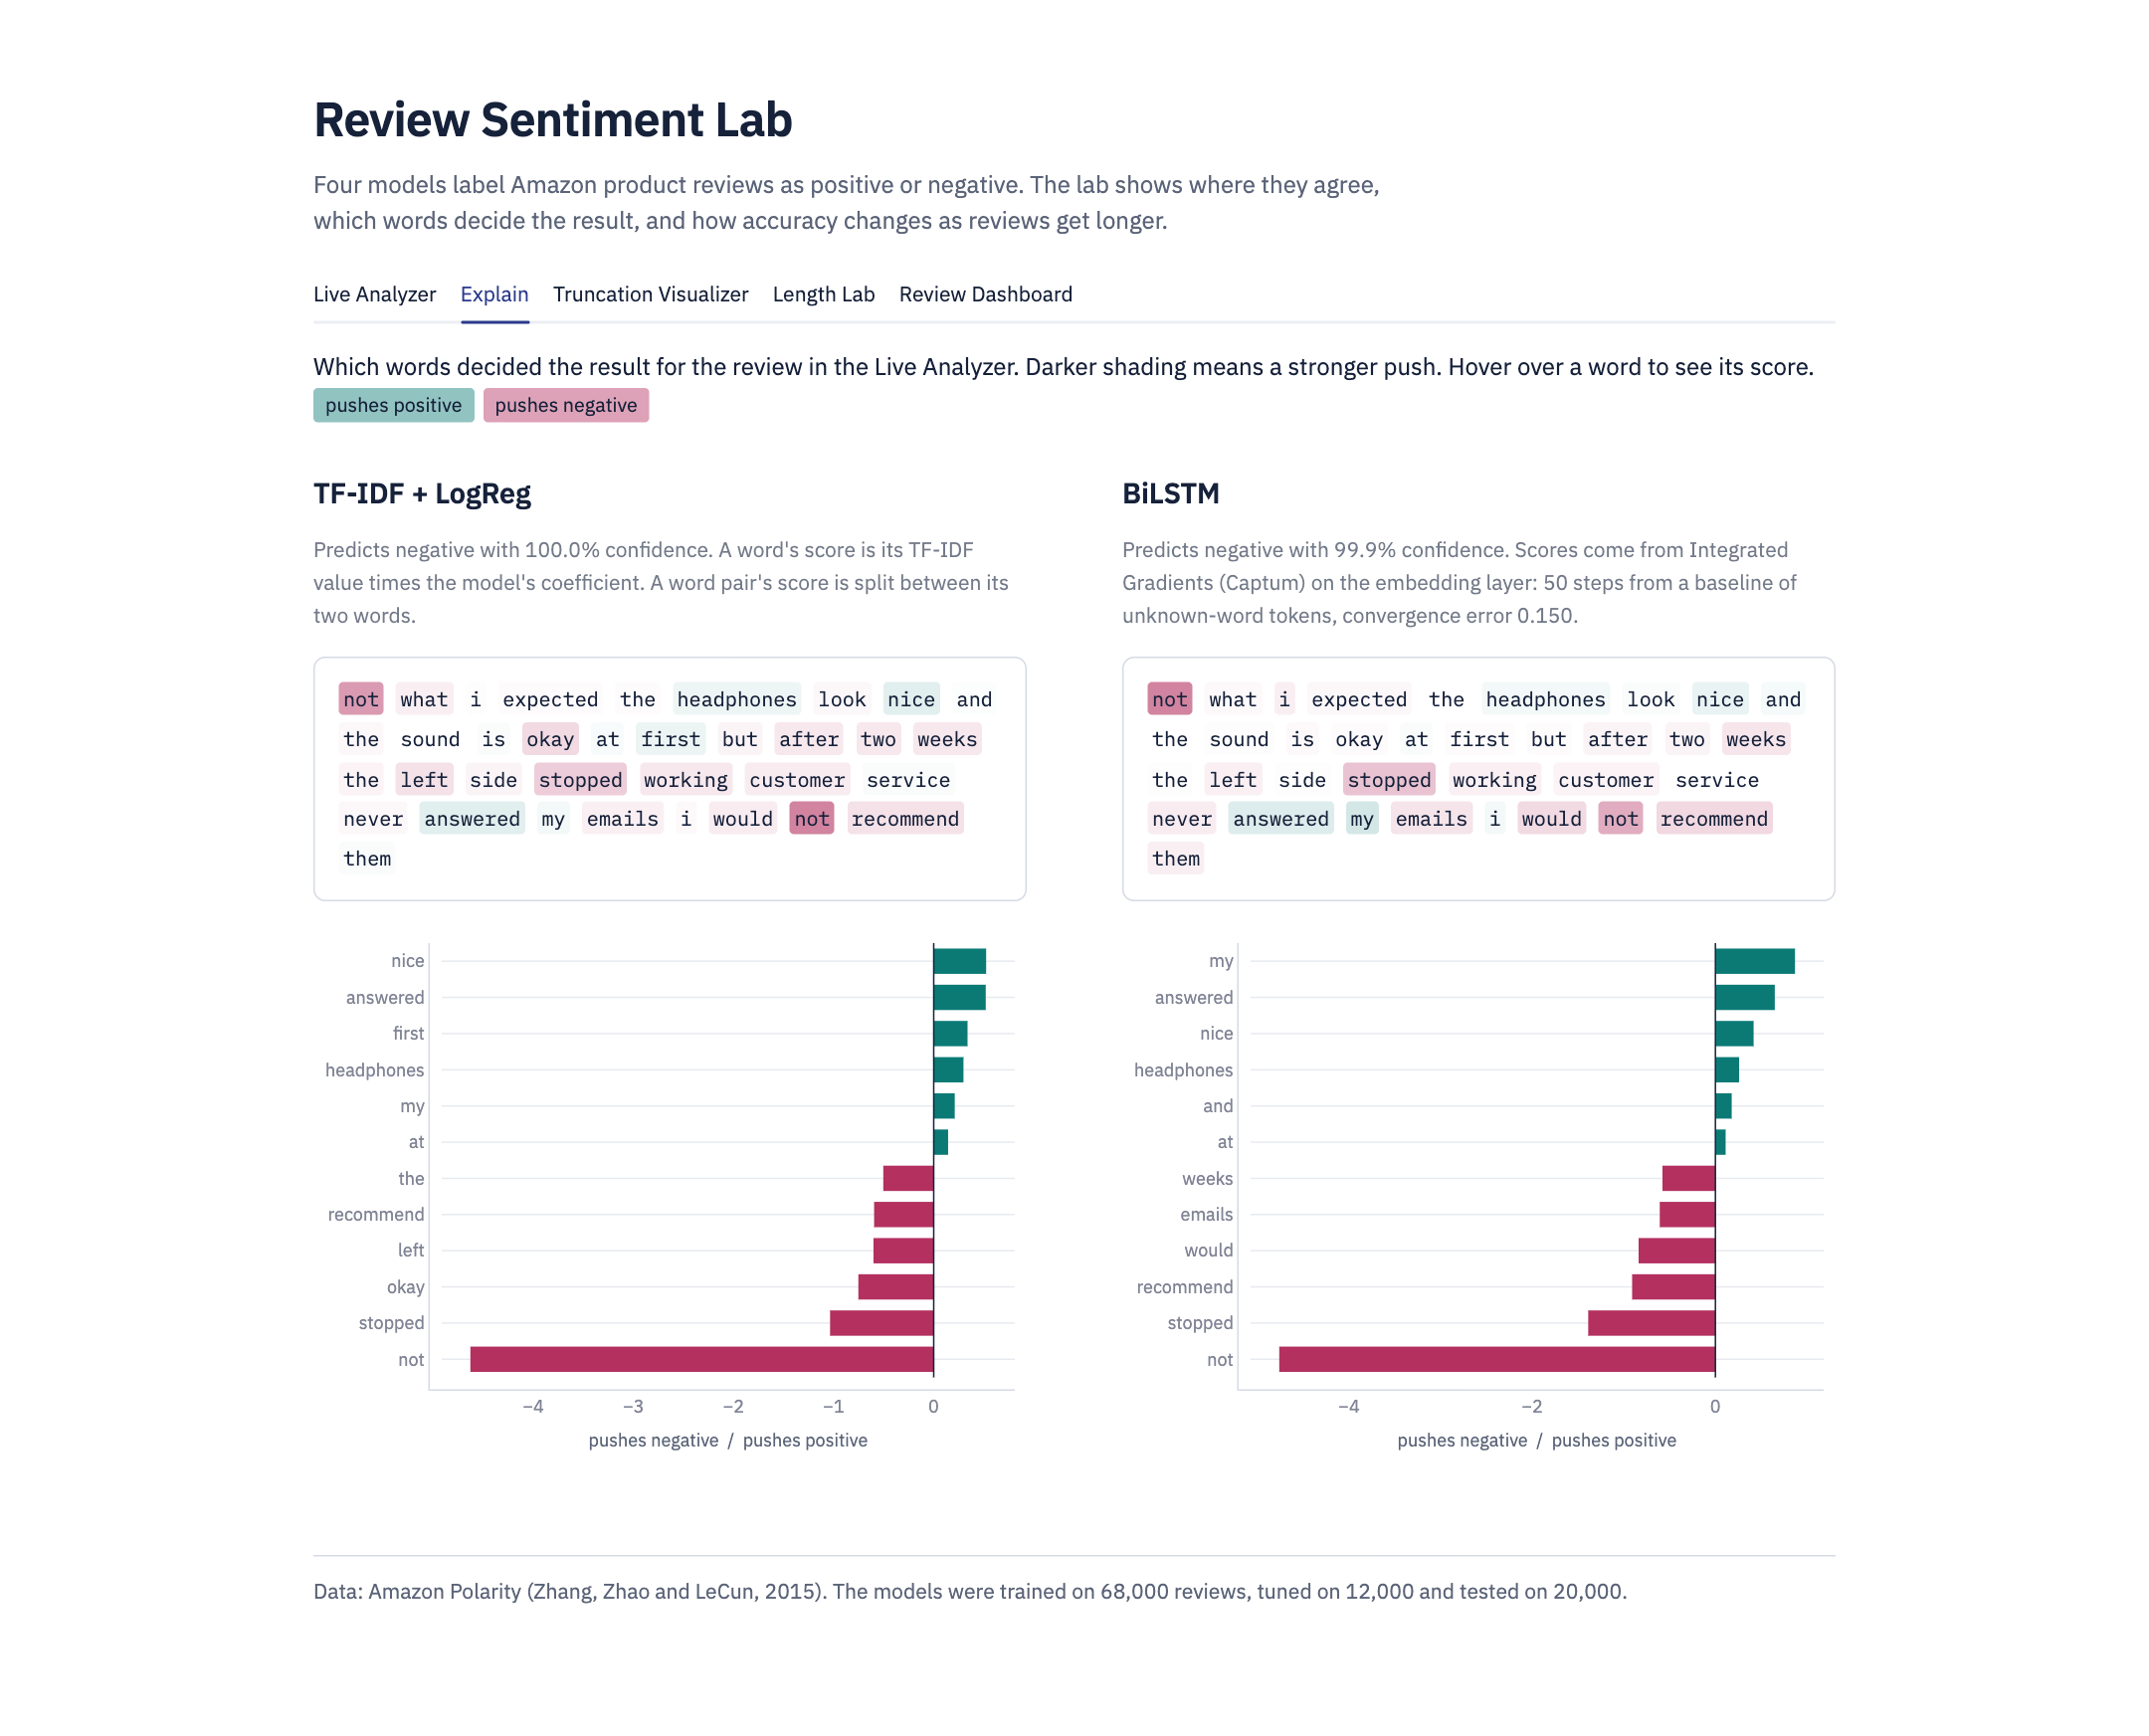 Review Sentiment Lab
Four models label Amazon product reviews as positive or negative. The lab shows where they agree,
which words decide the result, and how accuracy changes as reviews get longer.
Live Analyzer Explain Truncation Visualizer Length Lab Review Dashboard
Which words decided the result for the review in the Live Analyzer. Darker shading means a stronger push. Hover over a word to see its score.
pushes positive pushes negative
TF-IDF + LogReg
Predicts negative with 100.0% confidence. A word's score is its TF-IDF
value times the model's coefficient. A word pair's score is split between its
two words.
not what i expected the headphones look nice and
the sound is okay at first but after two weeks
the left side stopped working customer service
never answered my emails i would not recommend
them
nice
answered
first
headphones
my
at
the
recommend
left
okay
stopped
not
−4 −3 −2 −1 0
pushes negative / pushes positive
BiLSTM
Predicts negative with 99.9% confidence. Scores come from Integrated
Gradients (Captum) on the embedding layer: 50 steps from a baseline of
unknown-word tokens, convergence error 0.150.
not what i expected the headphones look nice and
the sound is okay at first but after two weeks
the left side stopped working customer service
never answered my emails i would not recommend
them
my
answered
nice
headphones
and
at
weeks
emails
would
recommend
stopped
not
−4 −2 0
pushes negative / pushes positive
Data: Amazon Polarity (Zhang, Zhao and LeCun, 2015). The models were trained on 68,000 reviews, tuned on 12,000 and tested on 20,000.